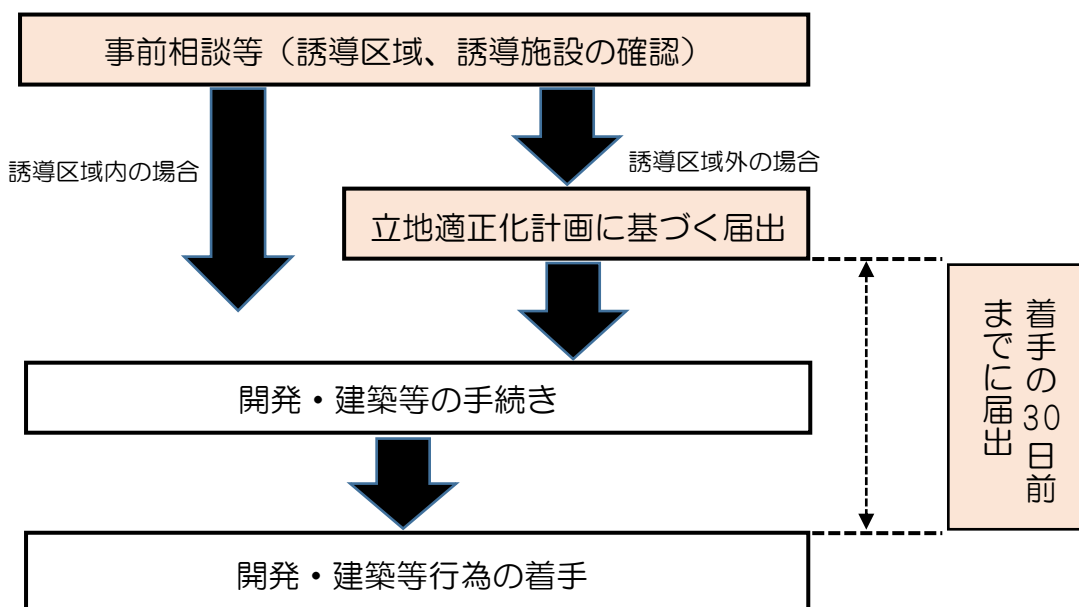 事前相談等（誘導区域、誘導施設の確認）
誘導区域内の場合
誘導区域外の場合
立地適正化計画に基づく届出
着手の30日前
までに届出
開発・建築等の手続き
開発・建築等行為の着手